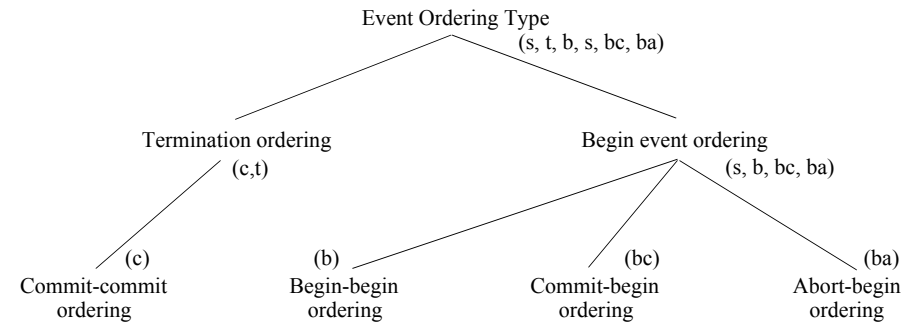 Event Ordering Type
(s, t, b, s, bc, ba)
Termination ordering
(c,t)
Begin event ordering
(s, b, bc, ba)
(c)
Commit-commit
ordering
(b)
Begin-begin
ordering
(bc)
Commit-begin
ordering
(ba)
Abort-begin
ordering